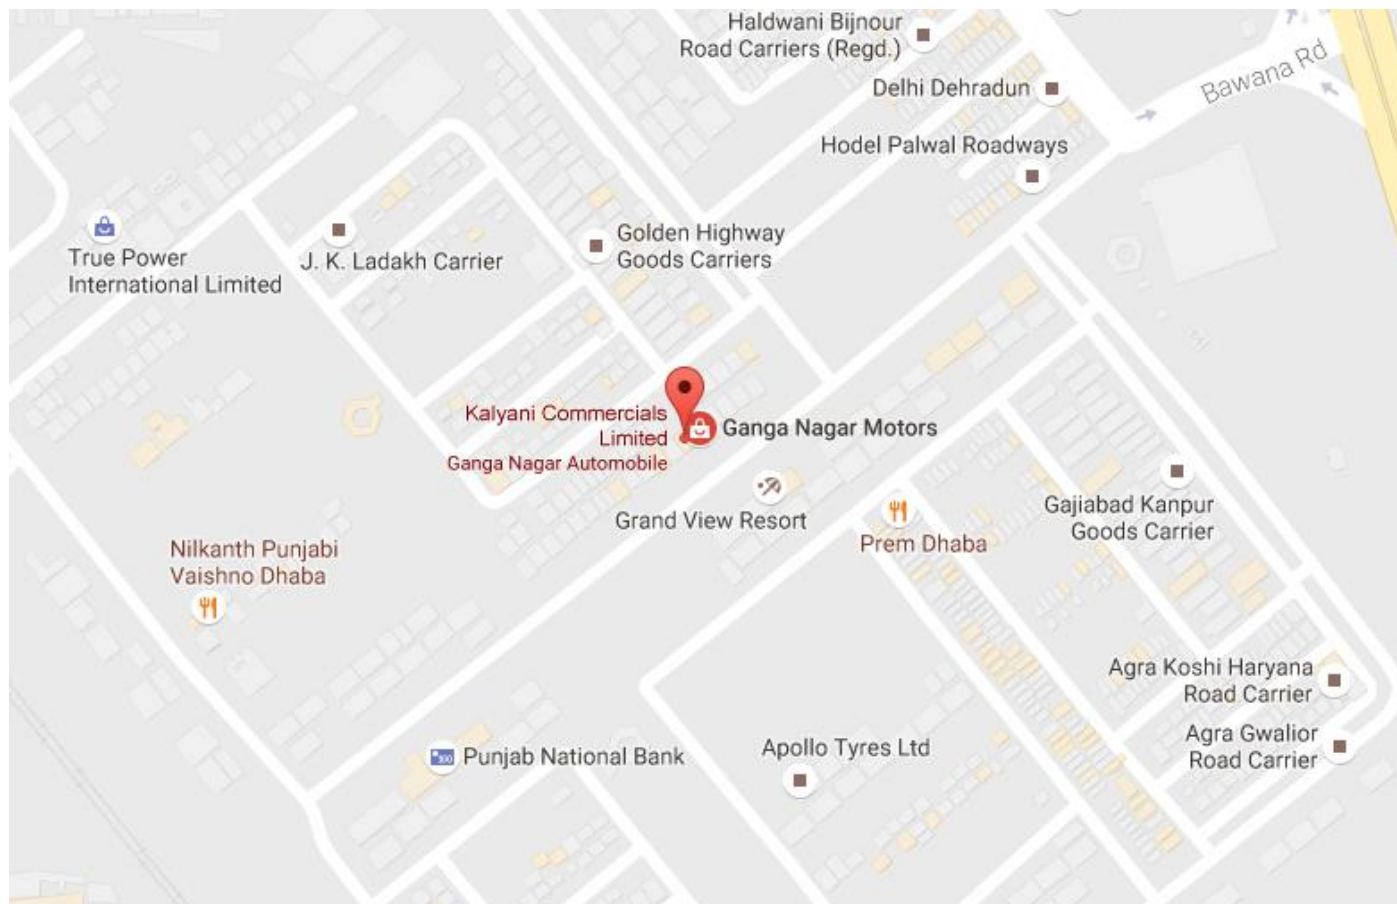 Haldwani Bijnour
Road Carriers (Regd.)
Bawana Rd
Delhi Dehradun
Hodel Palwal Roadways
True Power
International Limited
J. K. Ladakh Carrier
Golden Highway
Goods Carriers
Kalyani Commercials
Limited
Ganga Nagar Automobile
Ganga Nagar Motors
Grand View Resort
Prem Dhaba
Gajiabad Kanpur
Goods Carrier
Nilkanth Punjabi
Vaishno Dhaba
Agra Koshi Haryana
Road Carrier
Agra Gwalior
Road Carrier
Punjab National Bank
Apollo Tyres Ltd